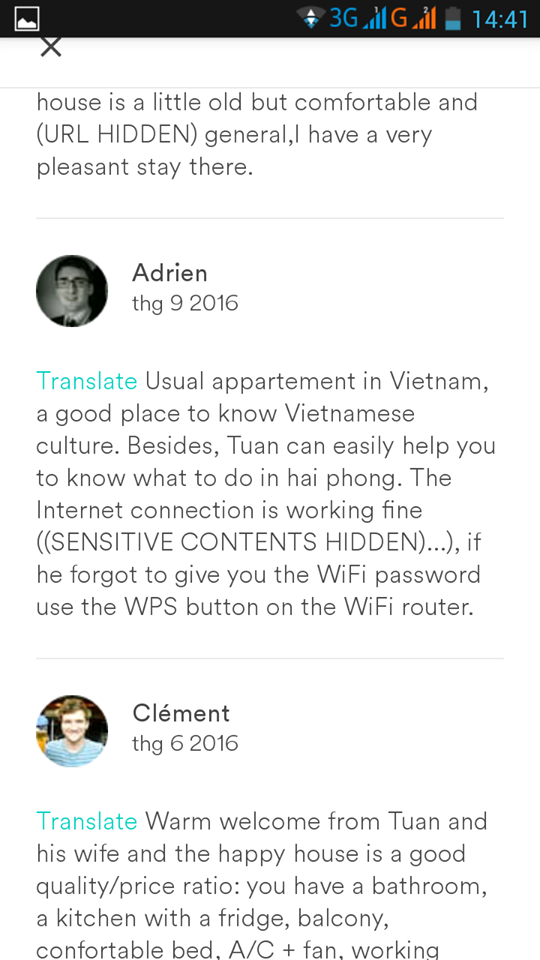 3G 1 G 2 14:41
house is a little old but comfortable and
(URL HIDDEN) general,I have a very
pleasant stay there.
Adrien
thg 9 2016
Translate Usual appartement in Vietnam,
a good place to know Vietnamese
culture. Besides, Tuan can easily help you
to know what to do in hai phong. The
Internet connection is working fine
((SENSITIVE CONTENTS HIDDEN)...), if
he forgot to give you the WiFi password
use the WPS button on the WiFi router.
Clément
thg 6 2016
Translate Warm welcome from Tuan and
his wife and the happy house is a good
quality/price ratio: you have a bathroom,
a kitchen with a fridge, balcony,
confortable bed, A/C + fan, working